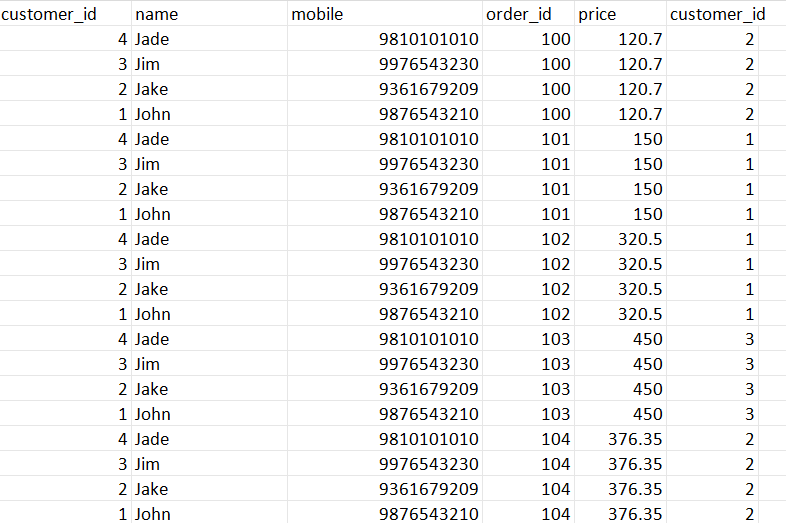 customer_id name mobile order_id price customer_id
4 Jade 9810101010 100 120.7 2
3 Jim 9976543230 100 120.7 2
2 Jake 9361679209 100 120.7 2
1 John 9876543210 100 120.7 2
4 Jade 9810101010 101 150 1
3 Jim 9976543230 101 150 1
2 Jake 9361679209 101 150 1
1 John 9876543210 101 150 1
4 Jade 9810101010 102 320.5 1
3 Jim 9976543230 102 320.5 1
2 Jake 9361679209 102 320.5 1
1 John 9876543210 102 320.5 1
4 Jade 9810101010 103 450 3
3 Jim 9976543230 103 450 3
2 Jake 9361679209 103 450 3
1 John 9876543210 103 450 3
4 Jade 9810101010 104 376.35 2
3 Jim 9976543230 104 376.35 2
2 Jake 9361679209 104 376.35 2
1 John 9876543210 104 376.35 2